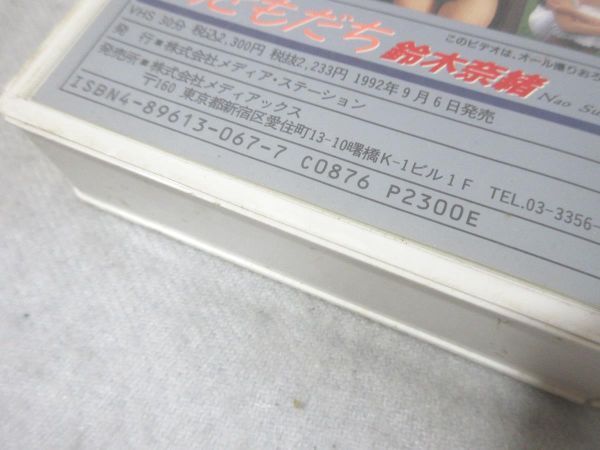 ともだち 鈴木奈緒 Nao Su
このビデオは、オール撮りおろ
VHS 30分 税込2,300円 税抜2,233円 1992年9月6日発売
発 行＝株式会社メディア・ステーション
発売所＝株式会社メディアックス
〒160 東京都新宿区愛住町13-10曙橋K-1ビル1F TEL.03-3356-
ISBN4-89613-067-7 C0876 P2300E